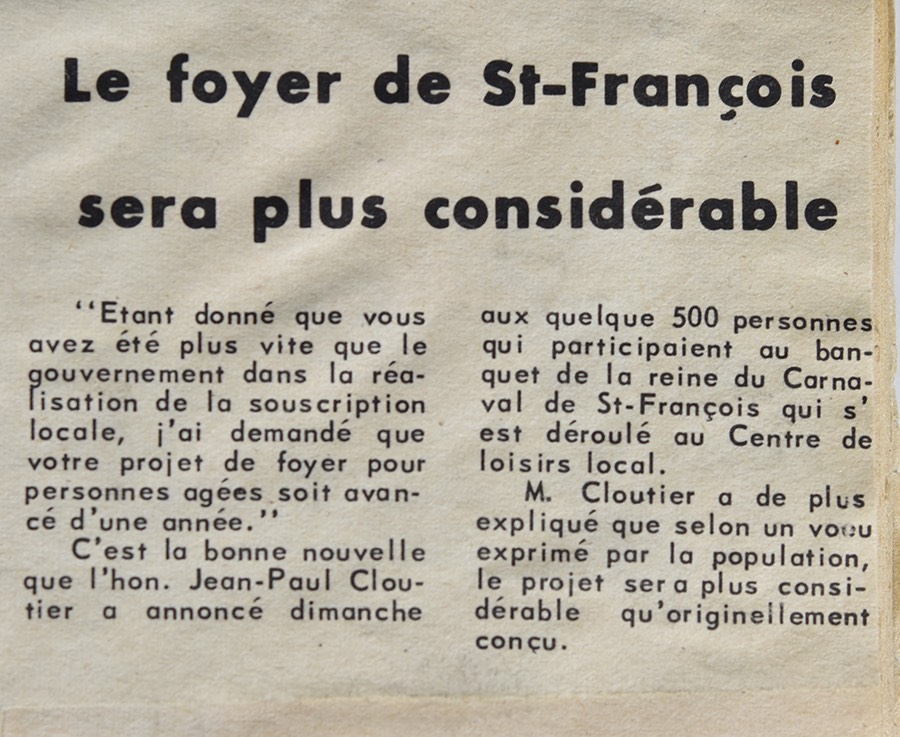 Le foyer de St-François
sera plus considérable
‘‘Etant donné que vous
avez été plus vite que le
gouvernement dans la réa-
lisation de la souscription
locale, j'ai demandé que
votre projet de foyer pour
personnes agées soit avan-
cé d'une année.’’
C'est la bonne nouvelle
que l'hon. Jean-Paul Clou-
tier a annoncé dimanche
aux quelque 500 personnes
qui participaient au ban-
quet de la reine du Carna-
val de St-François qui s'
est déroulé au Centre de
loisirs local.
M. Cloutier a de plus
expliqué que selon un voeu
exprimé par la population,
le projet sera plus consi-
dérable qu'originellement
conçu.